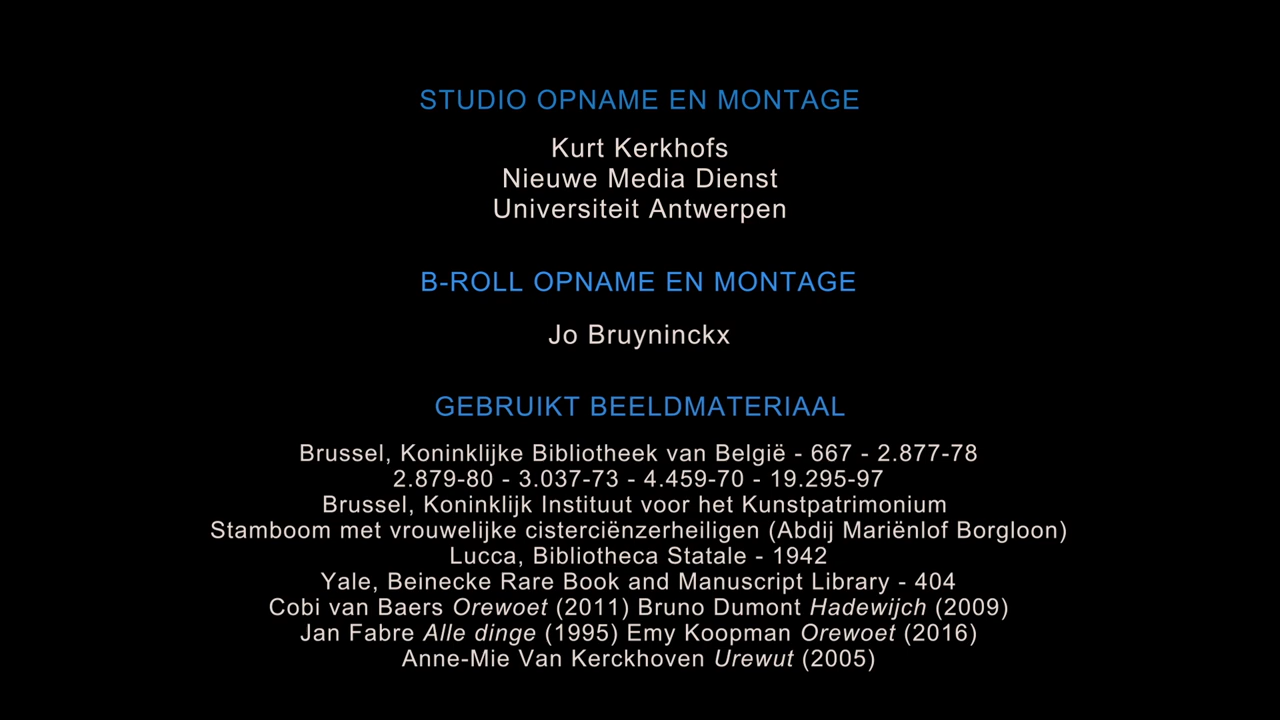 STUDIO OPNAME EN MONTAGE
Kurt Kerkhofs
Nieuwe Media Dienst
Universiteit Antwerpen
B-ROLL OPNAME EN MONTAGE
Jo Bruyninckx
GEBRUIKT BEELDMATERIAAL
Brussel, Koninklijke Bibliotheek van België - 667 - 2.877-78
2.879-80 - 3.037-73 - 4.459-70 - 19.295-97
Brussel, Koninklijk Instituut voor het Kunstpatrimonium
Stamboom met vrouwelijke cisterciënzerheiligen (Abdij Mariënlof Borgloon)
Lucca, Bibliotheca Statale - 1942
Yale, Beinecke Rare Book and Manuscript Library - 404
Cobi van Baers Orewoet (2011) Bruno Dumont Hadewijch (2009)
Jan Fabre Alle dinge (1995) Emy Koopman Orewoet (2016)
Anne-Mie Van Kerckhoven Urewut (2005)